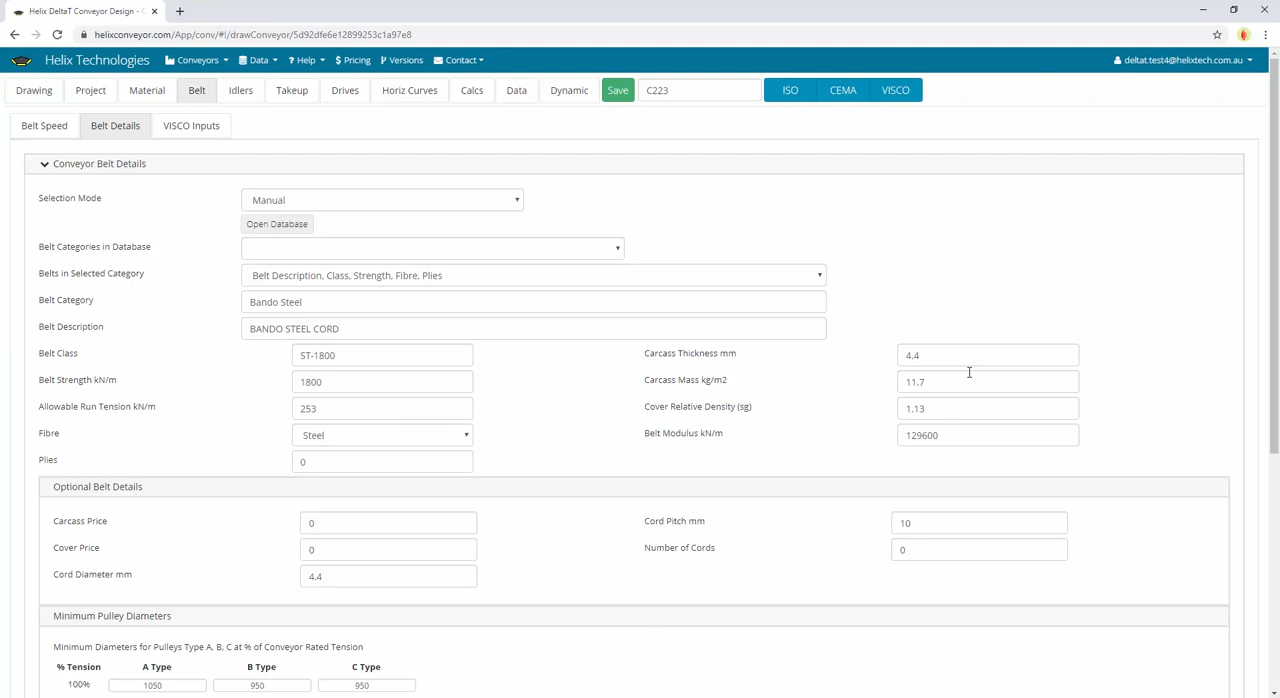 Helix DeltaT Conveyor Design - C
helixconveyor.com/App/conv/#!/drawConveyor/5d92dfe6e12899253c1a97e8
Helix Technologies Conveyors Data ? Help $ Pricing Versions Contact deltat.test4@helixtech.com.au
Drawing Project Material Belt Idlers Takeup Drives Horiz Curves Calcs Data Dynamic Save C223 ISO CEMA VISCO
Belt Speed Belt Details VISCO Inputs
Conveyor Belt Details
Selection Mode Manual
Open Database
Belt Categories in Database
Belts in Selected Category Belt Description, Class, Strength, Fibre, Plies
Belt Category Bando Steel
Belt Description BANDO STEEL CORD
Belt Class ST-1800 Carcass Thickness mm 4.4
Belt Strength kN/m 1800 Carcass Mass kg/m2 11.7
Allowable Run Tension kN/m 253 Cover Relative Density (sg) 1.13
Fibre Steel Belt Modulus kN/m 129600
Plies 0
Optional Belt Details
Carcass Price 0 Cord Pitch mm 10
Cover Price 0 Number of Cords 0
Cord Diameter mm 4.4
Minimum Pulley Diameters
Minimum Diameters for Pulleys Type A, B, C at % of Conveyor Rated Tension
% Tension A Type B Type C Type
100% 1050 950 950